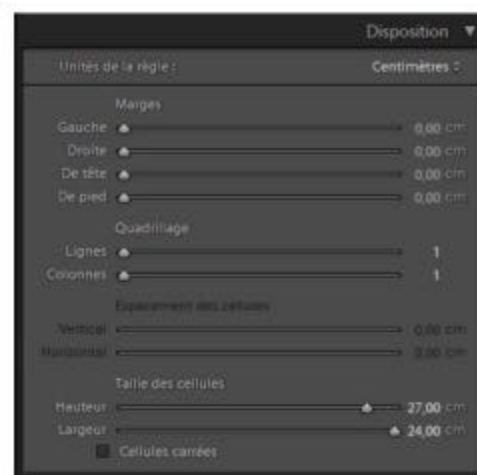 Disposition ▼
Unités de la règle : Centimètres
Marges
Gauche 0,00 cm
Droite 0,00 cm
De tête 0,00 cm
De pied 0,00 cm
Quadrillage
Lignes 1
Colonnes 1
Espacement des cellules
Vertical 0,00 cm
Horizontal 0,00 cm
Taille des cellules
Hauteur 27,00 cm
Largeur 24,00 cm
Cellules carrées